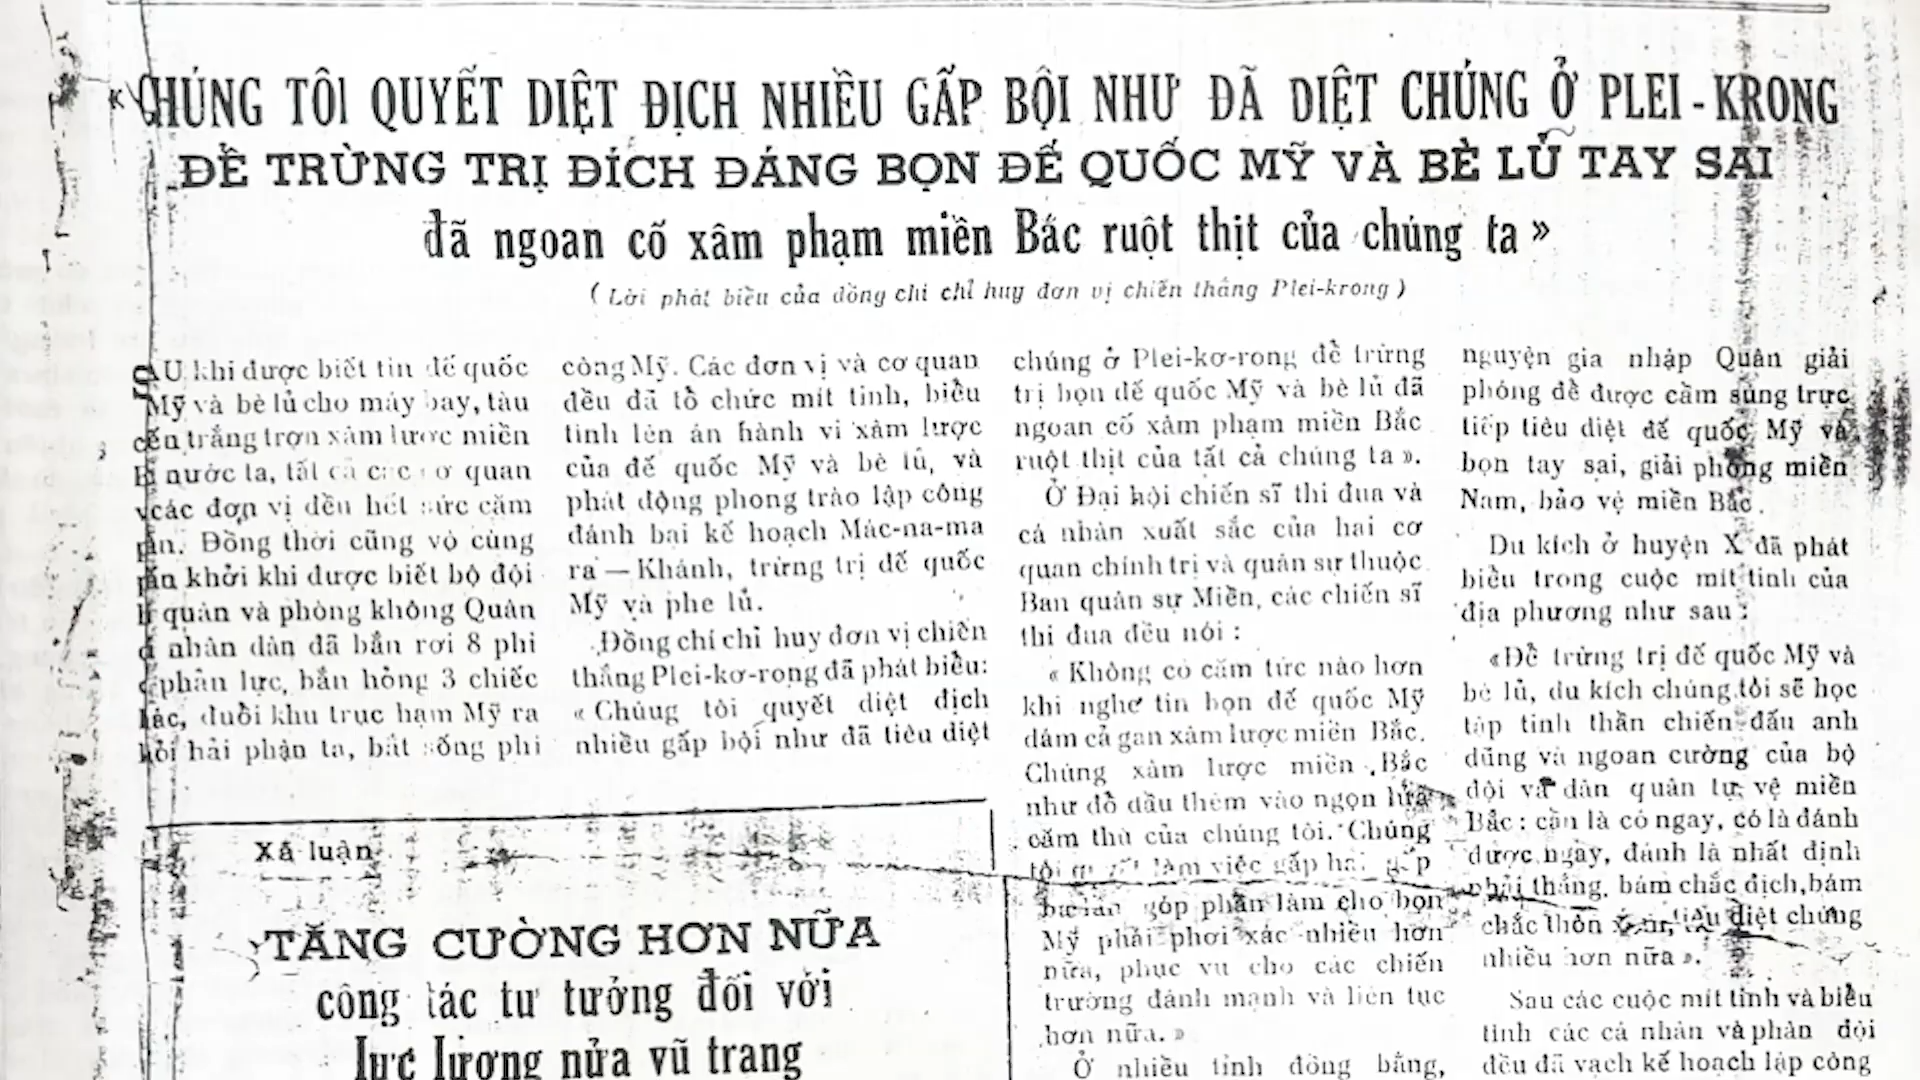 CHÚNG TÔI QUYẾT DIỆT ĐỊCH NHIỀU GẤP BỘI NHƯ ĐÃ DIỆT CHÚNG Ở PLEI - KRONG
ĐỀ TRỪNG TRỊ ĐÍCH ĐÁNG BỌN ĐẾ QUỐC MỸ VÀ BÈ LŨ TAY SAI
đã ngoan cố xâm phạm miền Bắc ruột thịt của chúng ta »
(Lời phát biều của đồng chí chỉ huy đơn vị chiến thắng Plei-krong)
U khi được biết tin đế quốc
Mỹ và bè lũ cho máy bay, tàu
trắng trợn xâm lược miền
nước ta, tất cả các cơ quan
các đơn vị đều hết sức căm
Đồng thời cũng vô cùng
khởi khi được biết bộ đội
quân và phòng không Quân
nhân dân đã bắn rơi 8 phi
phản lực, bắn hỏng 3 chiếc
đuồi khu trục hạm Mỹ ra
hải phận ta, bắt sống phi
công Mỹ. Các đơn vị và cơ quan
đều đã tồ chức mít tinh, biều
tình lên án hành vi xâm lược
của đế quốc Mỹ và bè lũ, và
phát động phong trào lập công
đánh bại kế hoạch Mác-na-ma
ra — Khánh, trừng trị đế quốc
Mỹ và phe lũ.
Đồng chí chỉ huy đơn vị chiến
thắng Plei-kơ-rong đã phát biều:
« Chúug tôi quyết diệt địch
nhiều gấp bội như đã tiêu diệt
chúng ở Plei-kơ-rong đề trừng
trị bọn đế quốc Mỹ và bè lũ đã
ngoan cố xâm phạm miền Bắc
ruột thịt của tất cả chúng ta ».
Ở Đại hội chiến sĩ thi đua và
cá nhân xuất sắc của hai cơ
quan chính trị và quân sự thuộc
Ban quân sự Miền, các chiến sĩ
thi đua đều nói :
« Không có căm tức nào hơn
khi nghe tin bọn đế quốc Mỹ
dám cả gan xâm lược miền Bắc.
Chúng xâm lược miền Bắc
như đồ dầu thêm vào ngọn lửa
căm thù của chúng tôi. Chúng
tôi làm việc gấp hai, gấp
góp phần làm cho bọn
Mỹ phải phơi xác nhiều hơn
nữa, phục vụ cho các chiến
trường đánh mạnh và liên tục
hơn nữa. »
Ở nhiều tỉnh đồng bằng,
nguyện gia nhập Quân giải
phóng đề được cầm súng trực
tiếp tiêu diệt đế quốc Mỹ và
bọn tay sai, giải phóng miền
Nam, bảo vệ miền Bắc.
Du kích ở huyện X đã phát
biều trong cuộc mít tinh của
địa phương như sau :
«Đề trừng trị đế quốc Mỹ và
bè lũ, du kích chúng tôi sẽ học
tập tinh thần chiến đấu anh
dũng và ngoan cường của bộ
đội và dân quân tự vệ miền
Bắc : cần là có ngay, có là đánh
được ngay, đánh là nhất định
phải thắng, bám chắc địch, bám
chắc thôn tiêu diệt chúng
nhiều hơn nữa ».
Sau các cuộc mít tinh và biều
tình các cá nhân và phân đội
đều đã vạch kế hoạch lập công
Xã luận
TĂNG CƯỜNG HƠN NỮA
công tác tư tưởng đối với
lực lượng nửa vũ trang